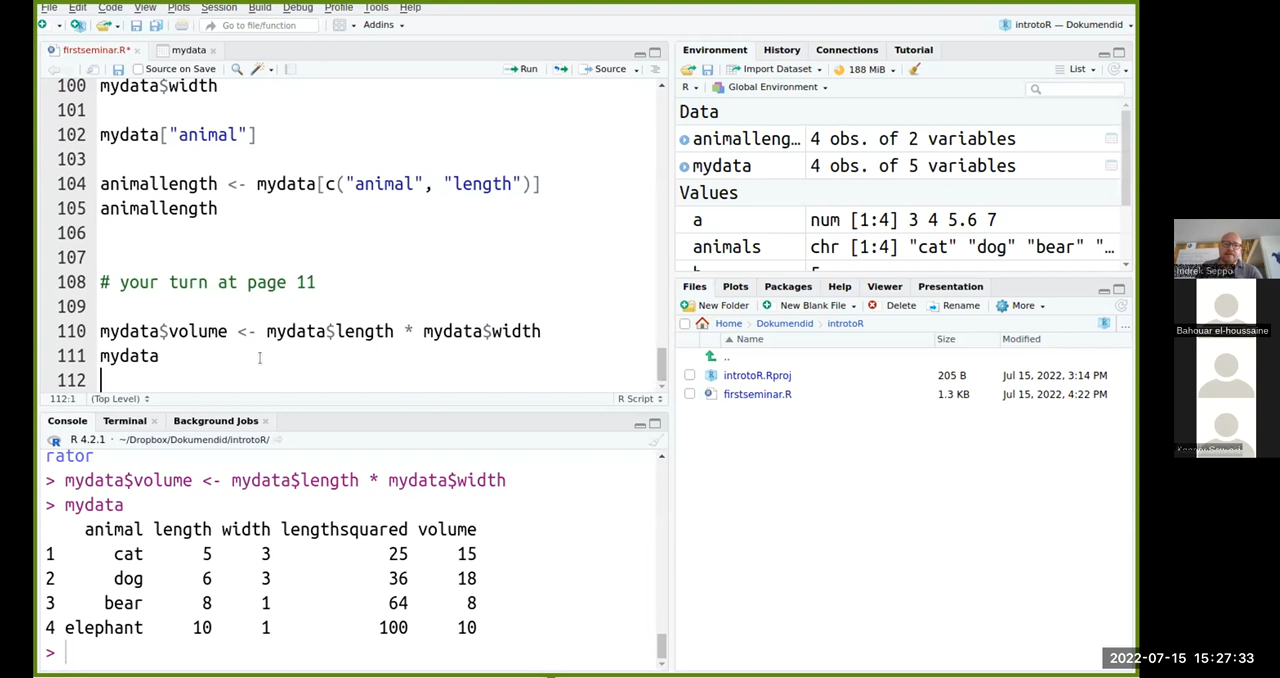 File Edit Code View Plots Session Build Debug Profile Tools Help
Go to file/function Addins introtoR — Dokumendid
firstseminar.R* mydata
Source on Save Run Source
100 mydata$width
101
102 mydata["animal"]
103
104 animallength <- mydata[c("animal", "length")]
105 animallength
106
107
108 # your turn at page 11
109
110 mydata$volume <- mydata$length * mydata$width
111 mydata
112
112:1 (Top Level) R Script
Console Terminal Background Jobs
R 4.2.1 · ~/Dropbox/Dokumendid/introtoR/
rator
> mydata$volume <- mydata$length * mydata$width
> mydata
animal length width lengthsquared volume
1 cat 5 3 25 15
2 dog 6 3 36 18
3 bear 8 1 64 8
4 elephant 10 1 100 10
>
Environment History Connections Tutorial
Import Dataset 188 MiB List
R Global Environment
Data
animalleng… 4 obs. of 2 variables
mydata 4 obs. of 5 variables
Values
a num [1:4] 3 4 5.6 7
animals chr [1:4] "cat" "dog" "bear" "…
Files Plots Packages Help Viewer Presentation
New Folder New Blank File Delete Rename More
Home Dokumendid introtoR
Name Size Modified
..
introtoR.Rproj 205 B Jul 15, 2022, 3:14 PM
firstseminar.R 1.3 KB Jul 15, 2022, 4:22 PM
Indrek Seppo
Bahouar el-houssaine
2022-07-15 15:27:33